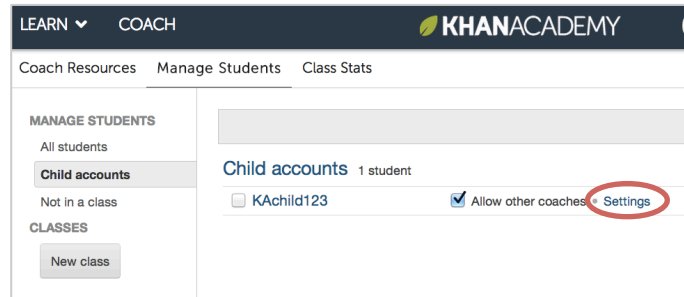 LEARN COACH KHANACADEMY
Coach Resources Manage Students Class Stats
MANAGE STUDENTS
All students
Child accounts
Not in a class
CLASSES
New class
Child accounts 1 student
KAchild123 Allow other coaches • Settings